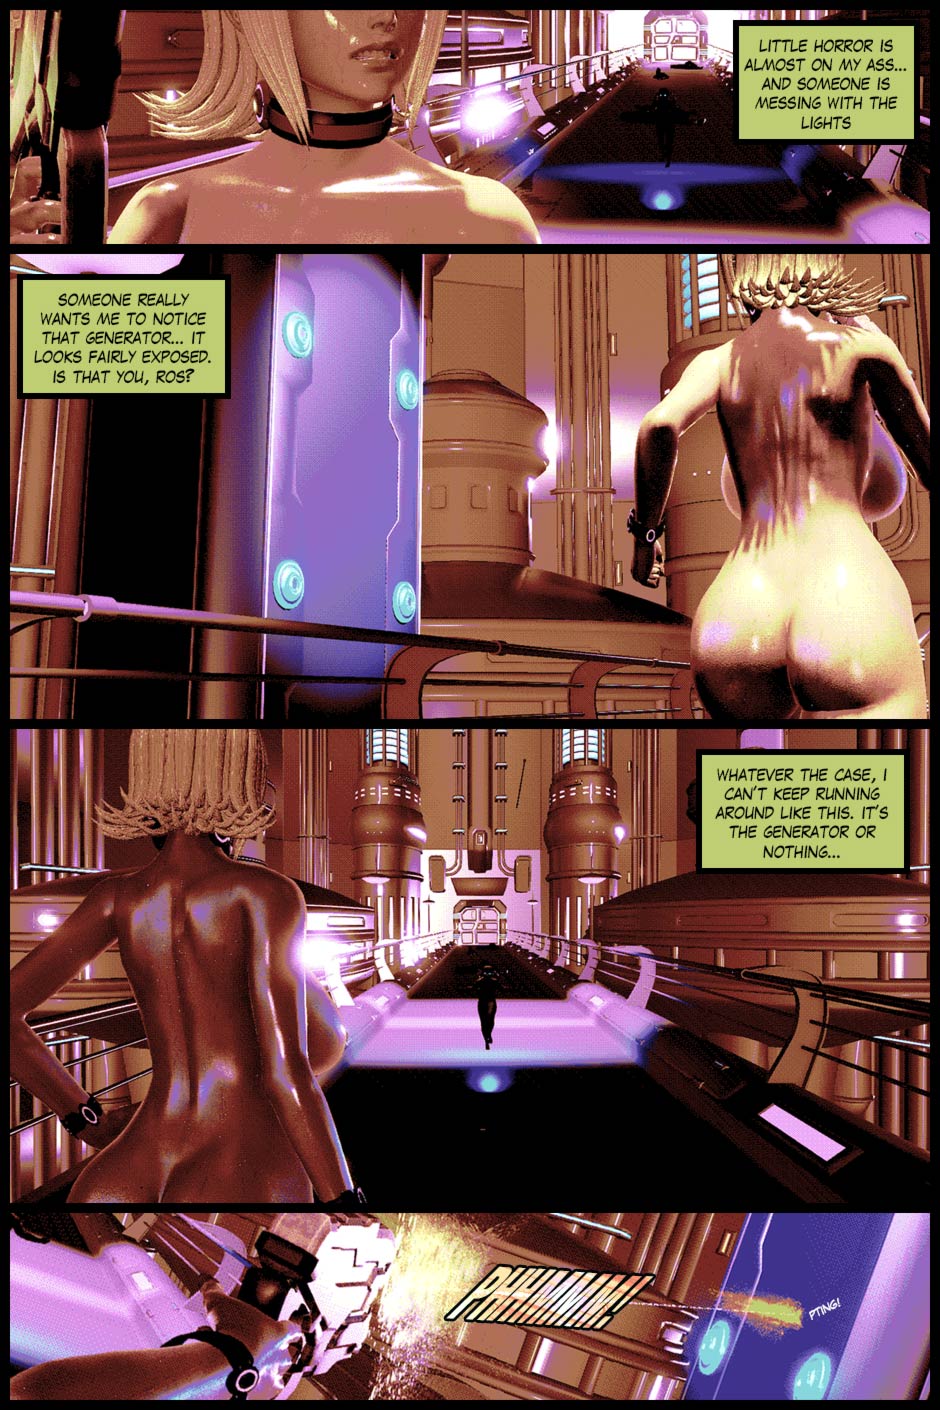 LITTLE HORROR IS
ALMOST ON MY ASS...
AND SOMEONE IS
MESSING WITH THE
LIGHTS
SOMEONE REALLY
WANTS ME TO NOTICE
THAT GENERATOR... IT
LOOKS FAIRLY EXPOSED.
IS THAT YOU, ROS?
WHATEVER THE CASE, I
CAN'T KEEP RUNNING
AROUND LIKE THIS. IT'S
THE GENERATOR OR
NOTHING...
PHHMMM!
PTING!